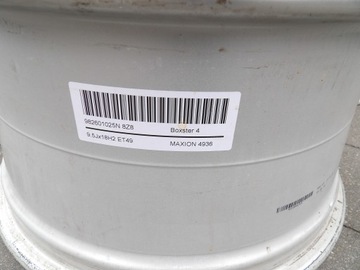 982601025N 8Z8 Boxster 4
9.5Jx18H2 ET49 MAXION 4936